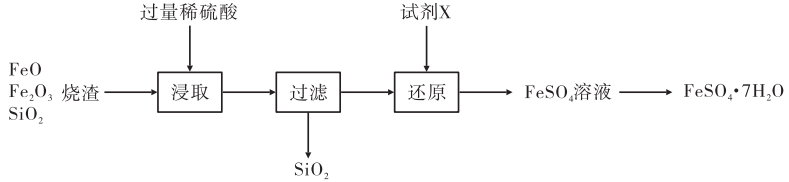 过量稀硫酸
试剂X
FeO
Fe₂O₃ 烧渣
SiO₂
浸取
过滤
还原
FeSO₄溶液
FeSO₄•7H₂O
SiO₂